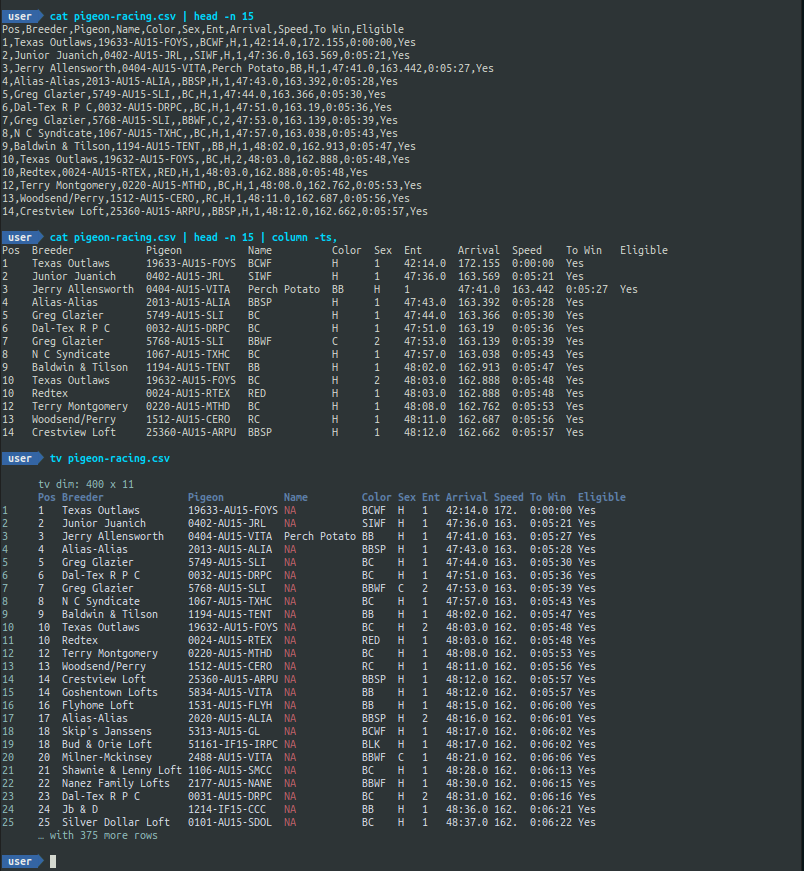 user cat pigeon-racing.csv | head -n 15
Pos,Breeder,Pigeon,Name,Color,Sex,Ent,Arrival,Speed,To Win,Eligible
1,Texas Outlaws,19633-AU15-FOYS,,BCWF,H,1,42:14.0,172.155,0:00:00,Yes
2,Junior Juanich,0402-AU15-JRL,,SIWF,H,1,47:36.0,163.569,0:05:21,Yes
3,Jerry Allensworth,0404-AU15-VITA,Perch Potato,BB,H,1,47:41.0,163.442,0:05:27,Yes
4,Alias-Alias,2013-AU15-ALIA,,BBSP,H,1,47:43.0,163.392,0:05:28,Yes
5,Greg Glazier,5749-AU15-SLI,,BC,H,1,47:44.0,163.366,0:05:30,Yes
6,Dal-Tex R P C,0032-AU15-DRPC,,BC,H,1,47:51.0,163.19,0:05:36,Yes
7,Greg Glazier,5768-AU15-SLI,,BBWF,C,2,47:53.0,163.139,0:05:39,Yes
8,N C Syndicate,1067-AU15-TXHC,,BC,H,1,47:57.0,163.038,0:05:43,Yes
9,Baldwin & Tilson,1194-AU15-TENT,,BB,H,1,48:02.0,162.913,0:05:47,Yes
10,Texas Outlaws,19632-AU15-FOYS,,BC,H,2,48:03.0,162.888,0:05:48,Yes
10,Redtex,0024-AU15-RTEX,,RED,H,1,48:03.0,162.888,0:05:48,Yes
12,Terry Montgomery,0220-AU15-MTHD,,BC,H,1,48:08.0,162.762,0:05:53,Yes
13,Woodsend/Perry,1512-AU15-CERO,,RC,H,1,48:11.0,162.687,0:05:56,Yes
14,Crestview Loft,25360-AU15-ARPU,,BBSP,H,1,48:12.0,162.662,0:05:57,Yes
user cat pigeon-racing.csv | head -n 15 | column -ts,
Pos Breeder Pigeon Name Color Sex Ent Arrival Speed To Win Eligible
1 Texas Outlaws 19633-AU15-FOYS BCWF H 1 42:14.0 172.155 0:00:00 Yes
2 Junior Juanich 0402-AU15-JRL SIWF H 1 47:36.0 163.569 0:05:21 Yes
3 Jerry Allensworth 0404-AU15-VITA Perch Potato BB H 1 47:41.0 163.442 0:05:27 Yes
4 Alias-Alias 2013-AU15-ALIA BBSP H 1 47:43.0 163.392 0:05:28 Yes
5 Greg Glazier 5749-AU15-SLI BC H 1 47:44.0 163.366 0:05:30 Yes
6 Dal-Tex R P C 0032-AU15-DRPC BC H 1 47:51.0 163.19 0:05:36 Yes
7 Greg Glazier 5768-AU15-SLI BBWF C 2 47:53.0 163.139 0:05:39 Yes
8 N C Syndicate 1067-AU15-TXHC BC H 1 47:57.0 163.038 0:05:43 Yes
9 Baldwin & Tilson 1194-AU15-TENT BB H 1 48:02.0 162.913 0:05:47 Yes
10 Texas Outlaws 19632-AU15-FOYS BC H 2 48:03.0 162.888 0:05:48 Yes
10 Redtex 0024-AU15-RTEX RED H 1 48:03.0 162.888 0:05:48 Yes
12 Terry Montgomery 0220-AU15-MTHD BC H 1 48:08.0 162.762 0:05:53 Yes
13 Woodsend/Perry 1512-AU15-CERO RC H 1 48:11.0 162.687 0:05:56 Yes
14 Crestview Loft 25360-AU15-ARPU BBSP H 1 48:12.0 162.662 0:05:57 Yes
user tv pigeon-racing.csv
tv dim: 400 x 11
Pos Breeder Pigeon Name Color Sex Ent Arrival Speed To Win Eligible
1 1 Texas Outlaws 19633-AU15-FOYS NA BCWF H 1 42:14.0 172. 0:00:00 Yes
2 2 Junior Juanich 0402-AU15-JRL NA SIWF H 1 47:36.0 163. 0:05:21 Yes
3 3 Jerry Allensworth 0404-AU15-VITA Perch Potato BB H 1 47:41.0 163. 0:05:27 Yes
4 4 Alias-Alias 2013-AU15-ALIA NA BBSP H 1 47:43.0 163. 0:05:28 Yes
5 5 Greg Glazier 5749-AU15-SLI NA BC H 1 47:44.0 163. 0:05:30 Yes
6 6 Dal-Tex R P C 0032-AU15-DRPC NA BC H 1 47:51.0 163. 0:05:36 Yes
7 7 Greg Glazier 5768-AU15-SLI NA BBWF C 2 47:53.0 163. 0:05:39 Yes
8 8 N C Syndicate 1067-AU15-TXHC NA BC H 1 47:57.0 163. 0:05:43 Yes
9 9 Baldwin & Tilson 1194-AU15-TENT NA BB H 1 48:02.0 162. 0:05:47 Yes
10 10 Texas Outlaws 19632-AU15-FOYS NA BC H 2 48:03.0 162. 0:05:48 Yes
11 10 Redtex 0024-AU15-RTEX NA RED H 1 48:03.0 162. 0:05:48 Yes
12 12 Terry Montgomery 0220-AU15-MTHD NA BC H 1 48:08.0 162. 0:05:53 Yes
13 13 Woodsend/Perry 1512-AU15-CERO NA RC H 1 48:11.0 162. 0:05:56 Yes
14 14 Crestview Loft 25360-AU15-ARPU NA BBSP H 1 48:12.0 162. 0:05:57 Yes
15 14 Goshentown Lofts 5834-AU15-VITA NA BB H 1 48:12.0 162. 0:05:57 Yes
16 16 Flyhome Loft 1531-AU15-FLYH NA BB H 1 48:15.0 162. 0:06:00 Yes
17 17 Alias-Alias 2020-AU15-ALIA NA BBSP H 2 48:16.0 162. 0:06:01 Yes
18 18 Skip's Janssens 5313-AU15-GL NA BCWF H 1 48:17.0 162. 0:06:02 Yes
19 18 Bud & Orie Loft 51161-IF15-IRPC NA BLK H 1 48:17.0 162. 0:06:02 Yes
20 20 Milner-Mckinsey 2488-AU15-VITA NA BBWF C 1 48:21.0 162. 0:06:06 Yes
21 21 Shawnie & Lenny Loft 1106-AU15-SMCC NA BC H 1 48:28.0 162. 0:06:13 Yes
22 22 Nanez Family Lofts 2177-AU15-NANE NA BBWF H 1 48:30.0 162. 0:06:15 Yes
23 23 Dal-Tex R P C 0031-AU15-DRPC NA BC H 2 48:31.0 162. 0:06:16 Yes
24 24 Jb & D 1214-IF15-CCC NA BB H 1 48:36.0 162. 0:06:21 Yes
25 25 Silver Dollar Loft 0101-AU15-SDOL NA BC H 1 48:37.0 162. 0:06:22 Yes
… with 375 more rows
user